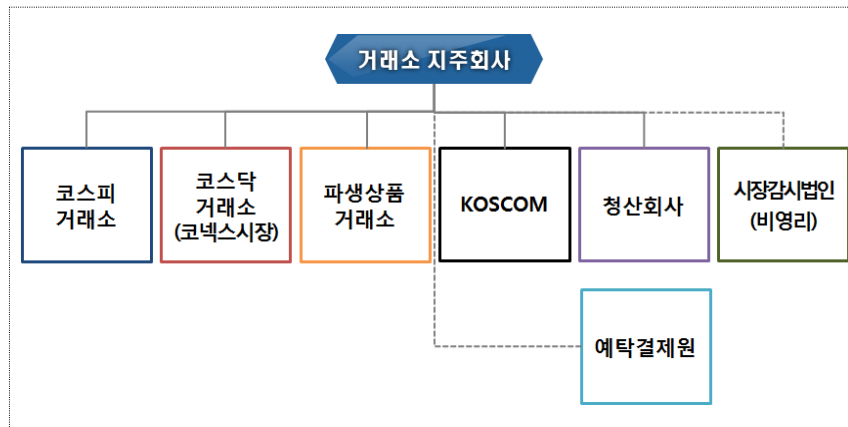 거래소 지주회사
코스피
거래소
코스닥
거래소
(코넥스시장)
파생상품
거래소
KOSCOM
청산회사
시장감시법인
(비영리)
예탁결제원